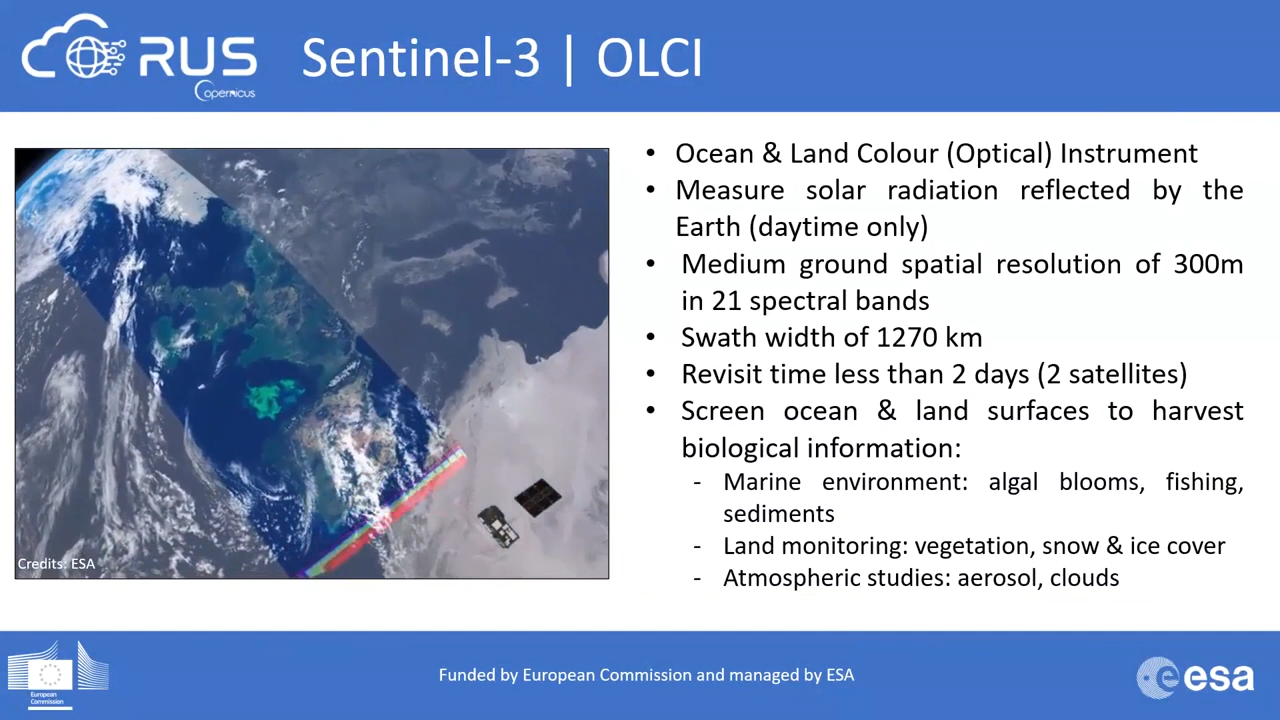 RUS
Copernicus
Sentinel-3 | OLCI
• Ocean & Land Colour (Optical) Instrument
• Measure solar radiation reflected by the
Earth (daytime only)
• Medium ground spatial resolution of 300m
in 21 spectral bands
• Swath width of 1270 km
• Revisit time less than 2 days (2 satellites)
• Screen ocean & land surfaces to harvest
biological information:
- Marine environment: algal blooms, fishing,
sediments
- Land monitoring: vegetation, snow & ice cover
- Atmospheric studies: aerosol, clouds
Credits: ESA
European
Commission
Funded by European Commission and managed by ESA
esa